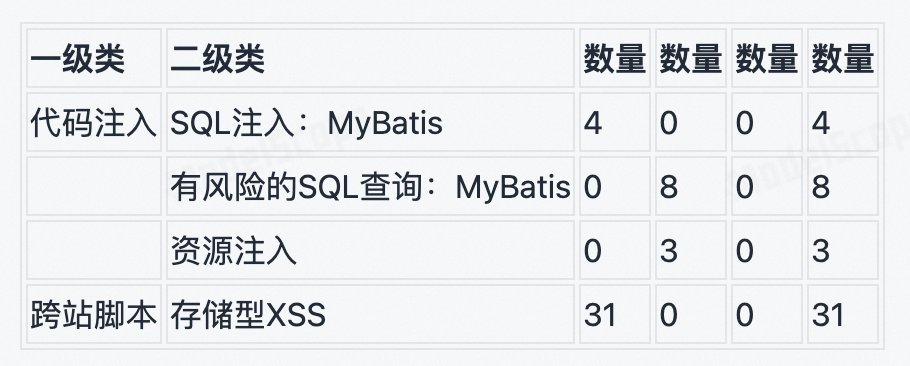 一级类 二级类 数量 数量 数量 数量
代码注入 SQL注入：MyBatis 4 0 0 4
有风险的SQL查询：MyBatis 0 8 0 8
资源注入 0 3 0 3
跨站脚本 存储型XSS 31 0 0 31